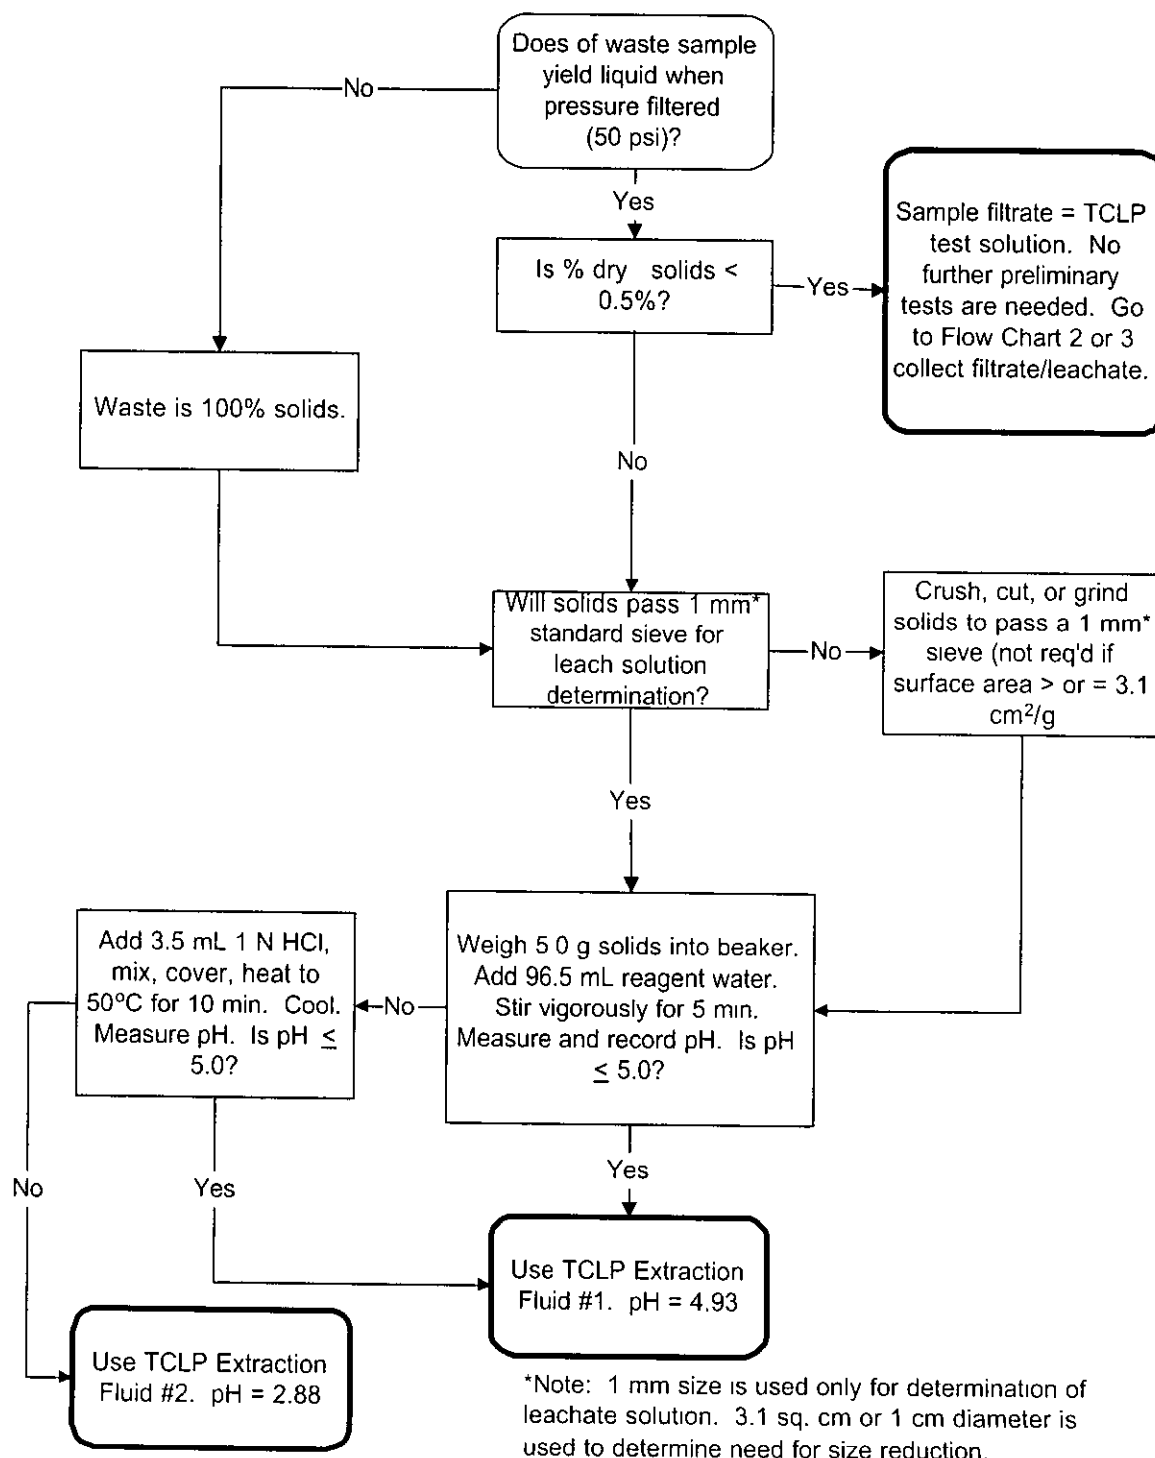 Does of waste sample
yield liquid when
pressure filtered
(50 psi)?
No
Yes
Is % dry solids <
0.5%?
Yes
Sample filtrate = TCLP
test solution. No
further preliminary
tests are needed. Go
to Flow Chart 2 or 3
collect filtrate/leachate.
Waste is 100% solids.
No
Will solids pass 1 mm*
standard sieve for
leach solution
determination?
No
Crush, cut, or grind
solids to pass a 1 mm*
sieve (not req'd if
surface area > or = 3.1
cm²/g
Yes
Add 3.5 mL 1 N HCl,
mix, cover, heat to
50°C for 10 min. Cool.
Measure pH. Is pH ≤
5.0?
No
Weigh 5 0 g solids into beaker.
Add 96.5 mL reagent water.
Stir vigorously for 5 min.
Measure and record pH. Is pH
≤ 5.0?
No
Yes
Yes
Use TCLP Extraction
Fluid #1. pH = 4.93
Use TCLP Extraction
Fluid #2. pH = 2.88
*Note: 1 mm size is used only for determination of
leachate solution. 3.1 sq. cm or 1 cm diameter is
used to determine need for size reduction.